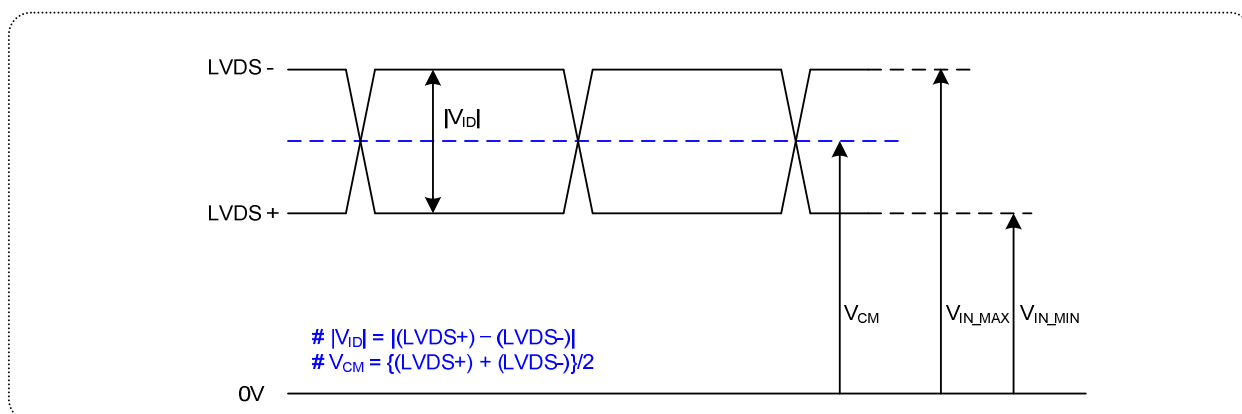 LVDS -
|VID|
LVDS +
VCM
VIN_MAX
VIN_MIN
# |VID| = |(LVDS+) – (LVDS-)|
# VCM = {(LVDS+) + (LVDS-)}/2
0V